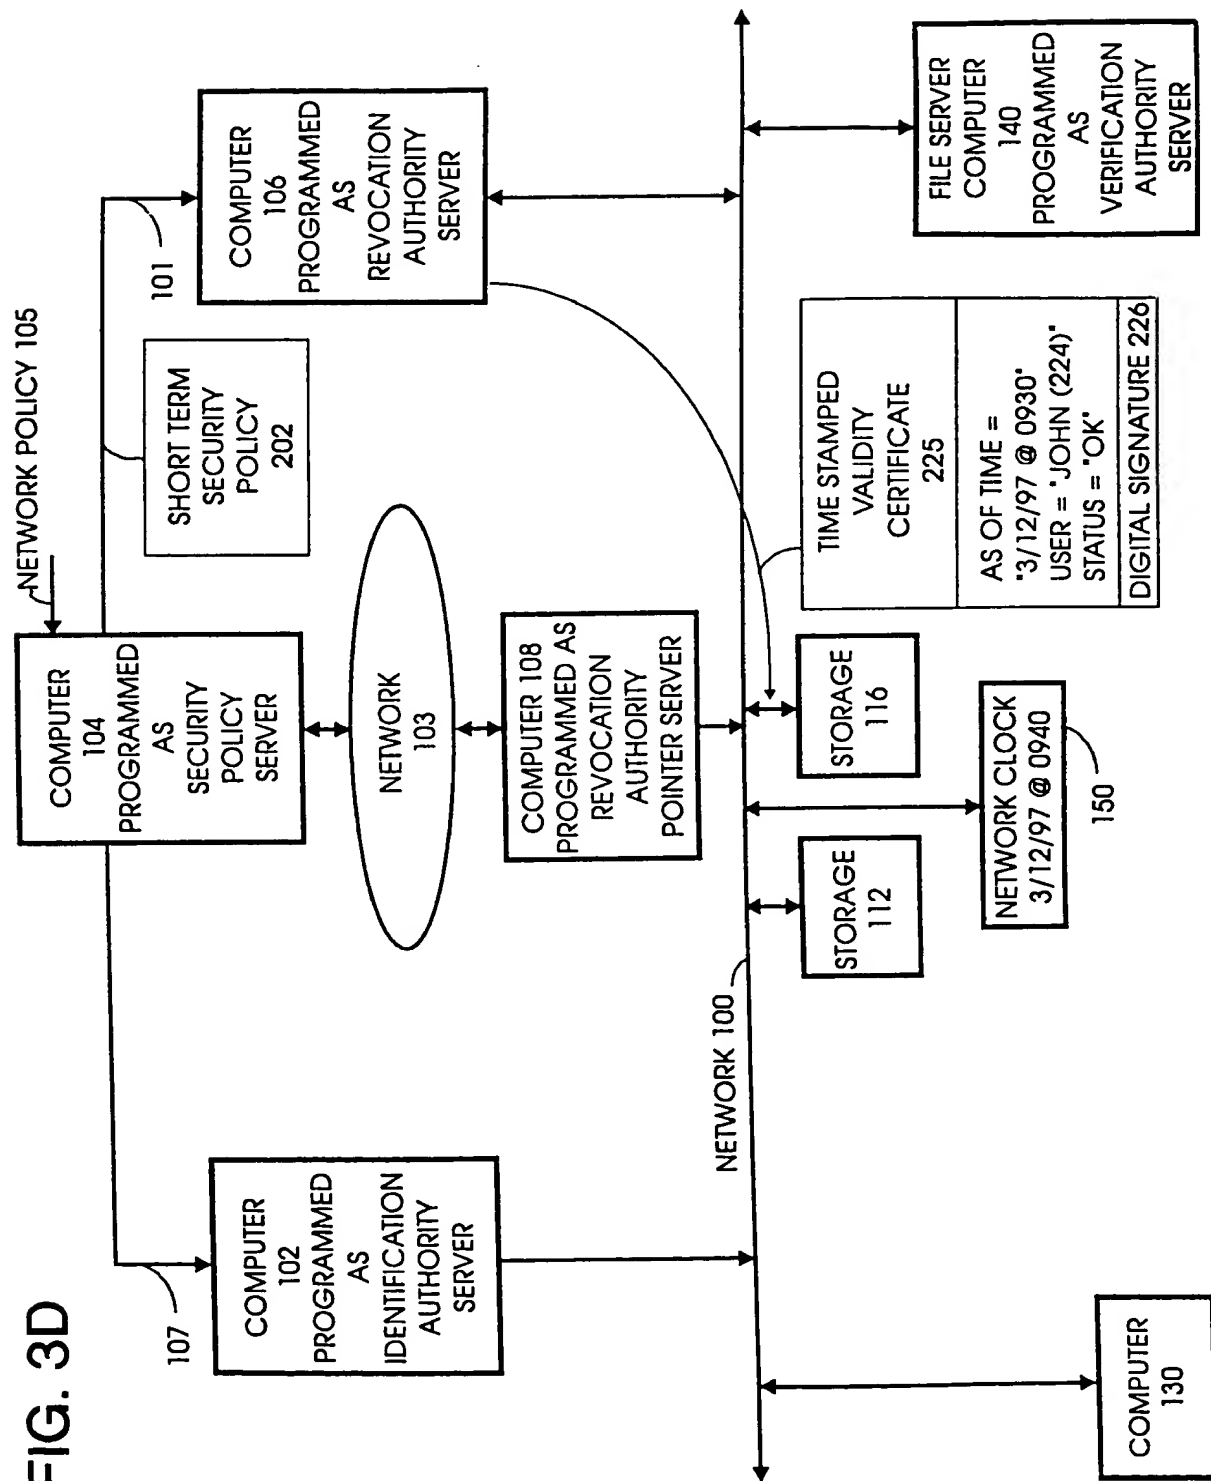 FIG. 3D
NETWORK POLICY 105
COMPUTER
104
PROGRAMMED
AS
SECURITY
POLICY
SERVER
107
SHORT TERM
SECURITY
POLICY
202
101
COMPUTER
102
PROGRAMMED
AS
IDENTIFICATION
AUTHORITY
SERVER
NETWORK
103
COMPUTER
106
PROGRAMMED
AS
REVOCATION
AUTHORITY
SERVER
COMPUTER 108
PROGRAMMED AS
REVOCATION
AUTHORITY
POINTER SERVER
NETWORK 100
COMPUTER
130
STORAGE
112
STORAGE
116
NETWORK CLOCK
3/12/97 @ 0940
150
TIME STAMPED
VALIDITY
CERTIFICATE
225
AS OF TIME =
"3/12/97 @ 0930"
USER = "JOHN (224)"
STATUS = "OK"
DIGITAL SIGNATURE 226
FILE SERVER
COMPUTER
140
PROGRAMMED
AS
VERIFICATION
AUTHORITY
SERVER